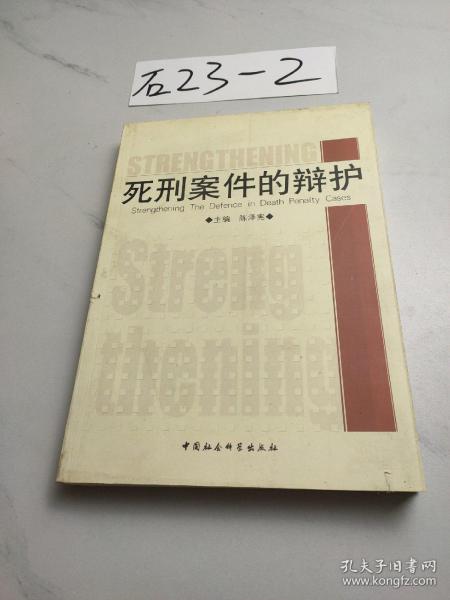 石23-2
STRENGTHENING
死刑案件的辩护
Strengthening The Defence in Death Penalty Cases
◆主编 陈泽宪◆
Streng
thening
中国社会科学出版社
孔夫子旧书网
www.kongfz.com